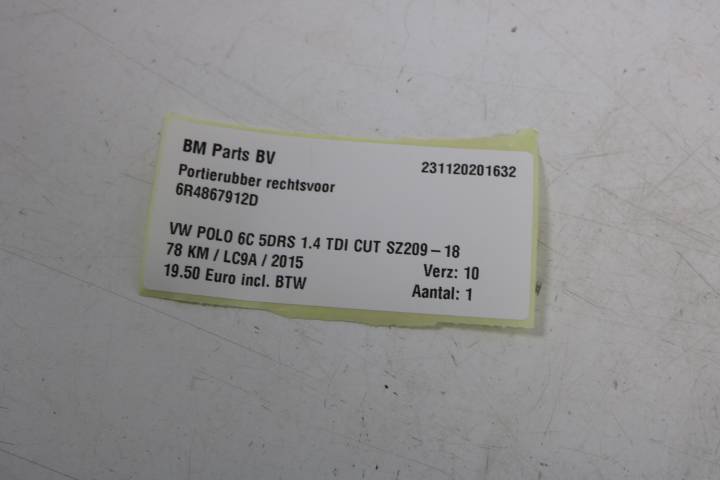 BM Parts BV 231120201632
Portierubber rechtsvoor
6R4867912D
VW POLO 6C 5DRS 1.4 TDI CUT SZ209-18
78 KM / LC9A / 2015 Verz: 10
19.50 Euro incl. BTW Aantal: 1